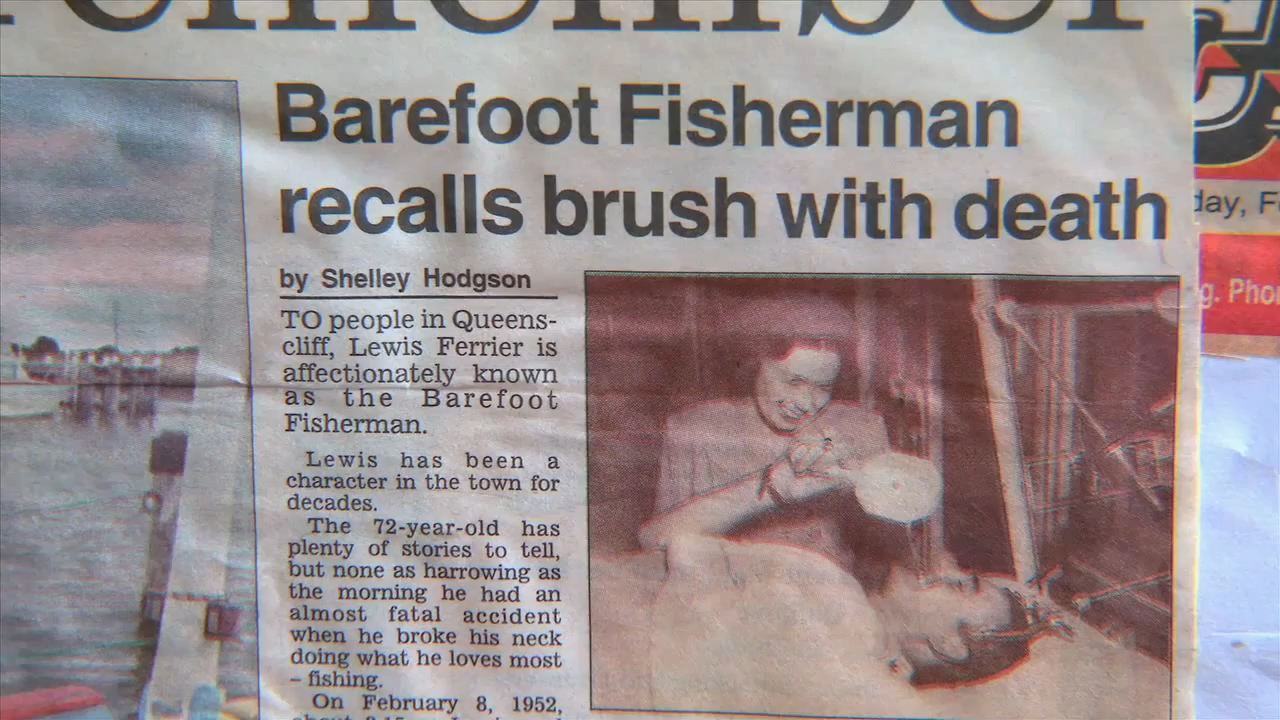 remember
Barefoot Fisherman
recalls brush with death
by Shelley Hodgson
TO people in Queens-
cliff, Lewis Ferrier is
affectionately known
as the Barefoot
Fisherman.
Lewis has been a
character in the town for
decades.
The 72-year-old has
plenty of stories to tell,
but none as harrowing as
the morning he had an
almost fatal accident
when he broke his neck
doing what he loves most
– fishing.
On February 8, 1952,
day, F
g. Pho